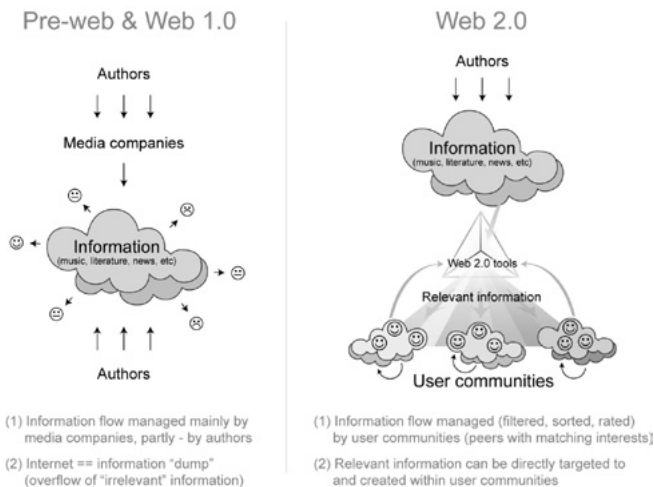 Pre-web & Web 1.0
Authors
Media companies
Information
(music, literature, news, etc)
Authors
(1) Information flow managed mainly by
media companies, partly - by authors
(2) Internet == information “dump”
(overflow of “irrelevant” information)
Web 2.0
Authors
Information
(music, literature, news, etc)
Web 2.0 tools
Relevant information
User communities
(1) Information flow managed (filtered, sorted, rated)
by user communities (peers with matching interests)
(2) Relevant information can be directly targeted to
and created within user communities